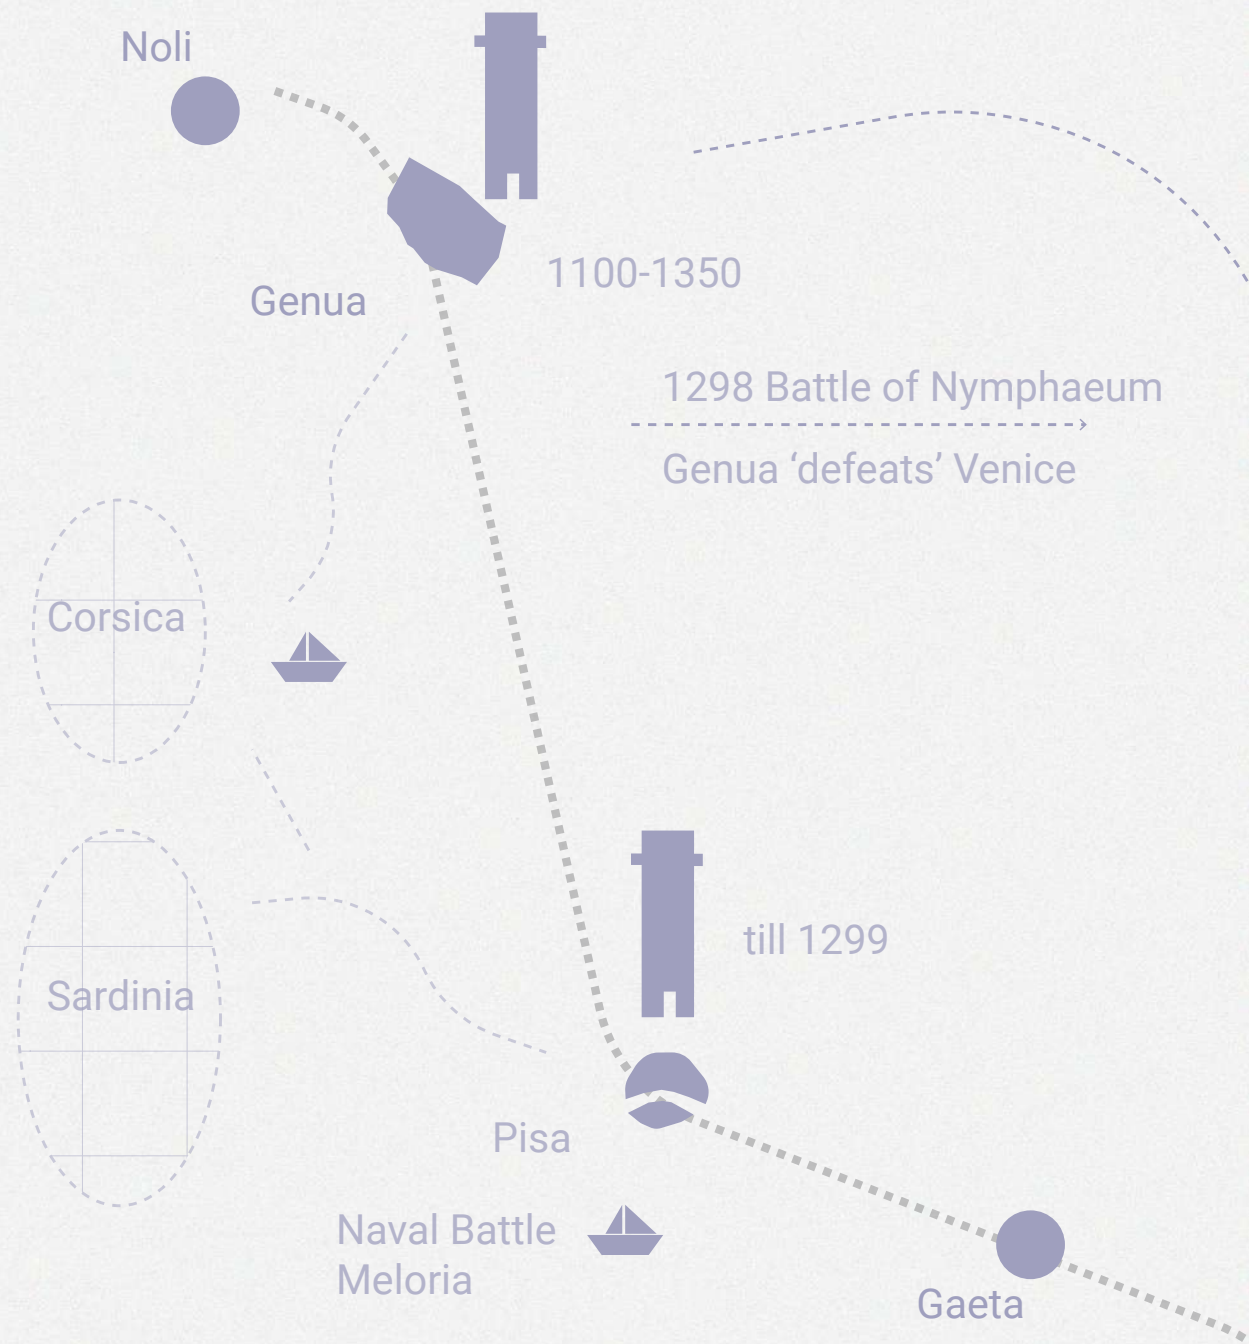 Noli
Genua
1100-1350
1298 Battle of Nymphaeum
Genua ‘defeats’ Venice
Corsica
till 1299
Sardinia
Pisa
Naval Battle
Meloria
Gaeta